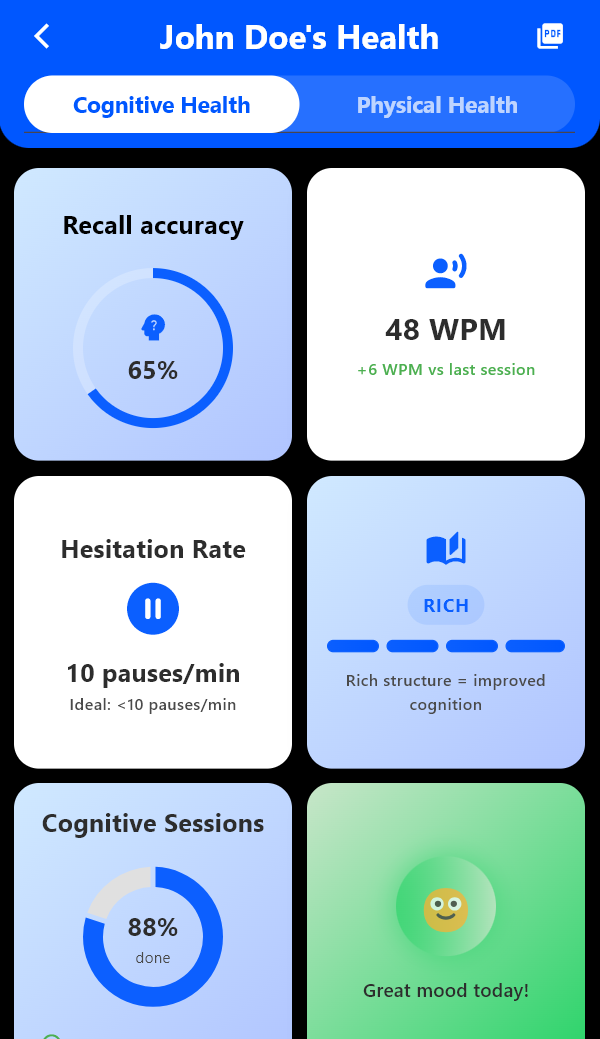 John Doe's Health
PDF
Cognitive Health
Physical Health
Recall accuracy
?
65%
48 WPM
+6 WPM vs last session
Hesitation Rate
10 pauses/min
Ideal: <10 pauses/min
RICH
Rich structure = improved
cognition
Cognitive Sessions
88%
done
Great mood today!